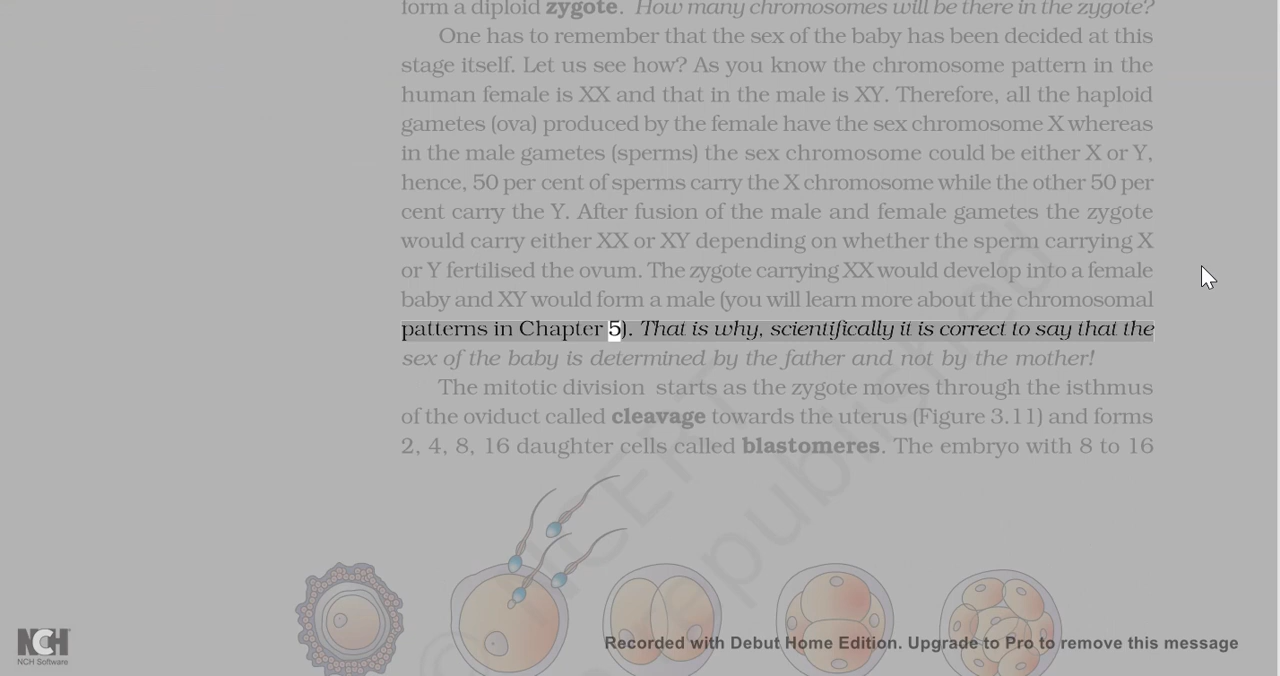 form a diploid zygote. How many chromosomes will be there in the zygote?
One has to remember that the sex of the baby has been decided at this
stage itself. Let us see how? As you know the chromosome pattern in the
human female is XX and that in the male is XY. Therefore, all the haploid
gametes (ova) produced by the female have the sex chromosome X whereas
in the male gametes (sperms) the sex chromosome could be either X or Y,
hence, 50 per cent of sperms carry the X chromosome while the other 50 per
cent carry the Y. After fusion of the male and female gametes the zygote
would carry either XX or XY depending on whether the sperm carrying X
or Y fertilised the ovum. The zygote carrying XX would develop into a female
baby and XY would form a male (you will learn more about the chromosomal
patterns in Chapter 5). That is why, scientifically it is correct to say that the
sex of the baby is determined by the father and not by the mother!
The mitotic division starts as the zygote moves through the isthmus
of the oviduct called cleavage towards the uterus (Figure 3.11) and forms
2, 4, 8, 16 daughter cells called blastomeres. The embryo with 8 to 16
© NCERT
published
NCH
NCH Software
Recorded with Debut Home Edition. Upgrade to Pro to remove this message